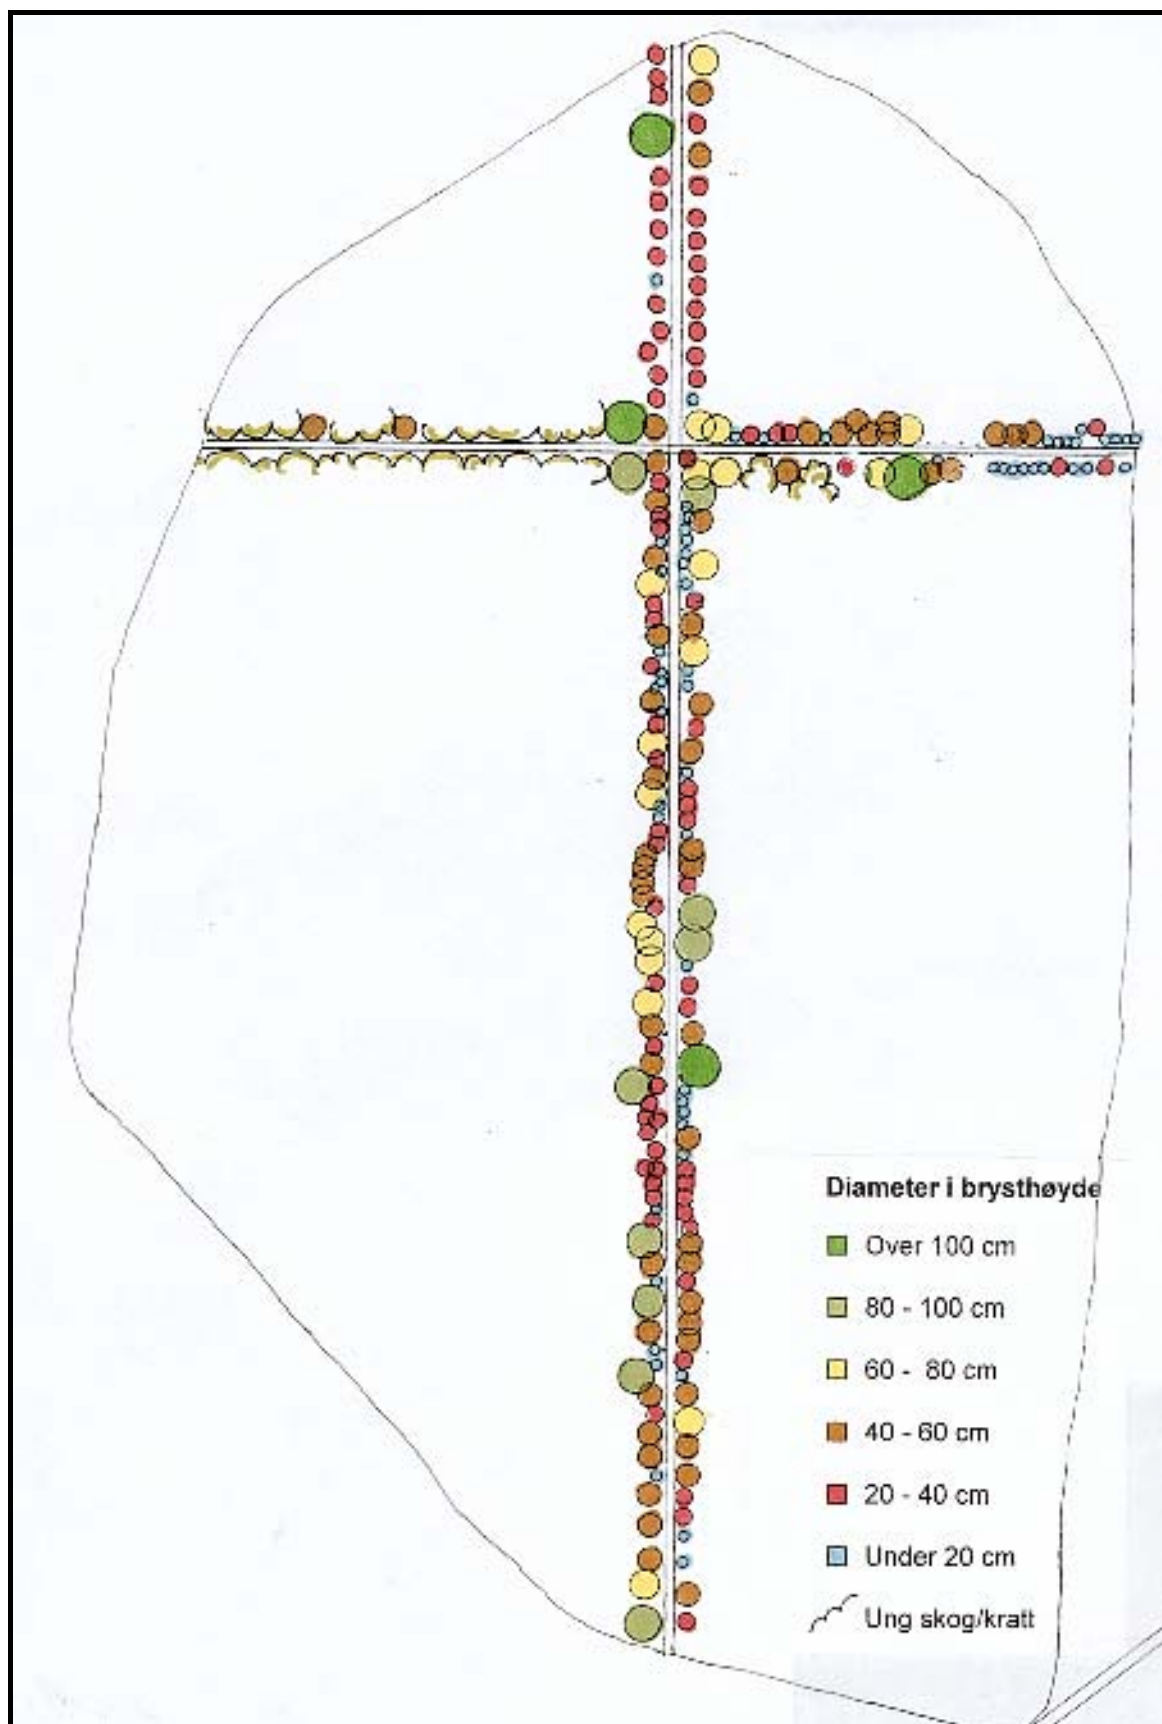 Diameter i brysthøyde
Over 100 cm
80 - 100 cm
60 - 80 cm
40 - 60 cm
20 - 40 cm
Under 20 cm
Ung skog/kratt